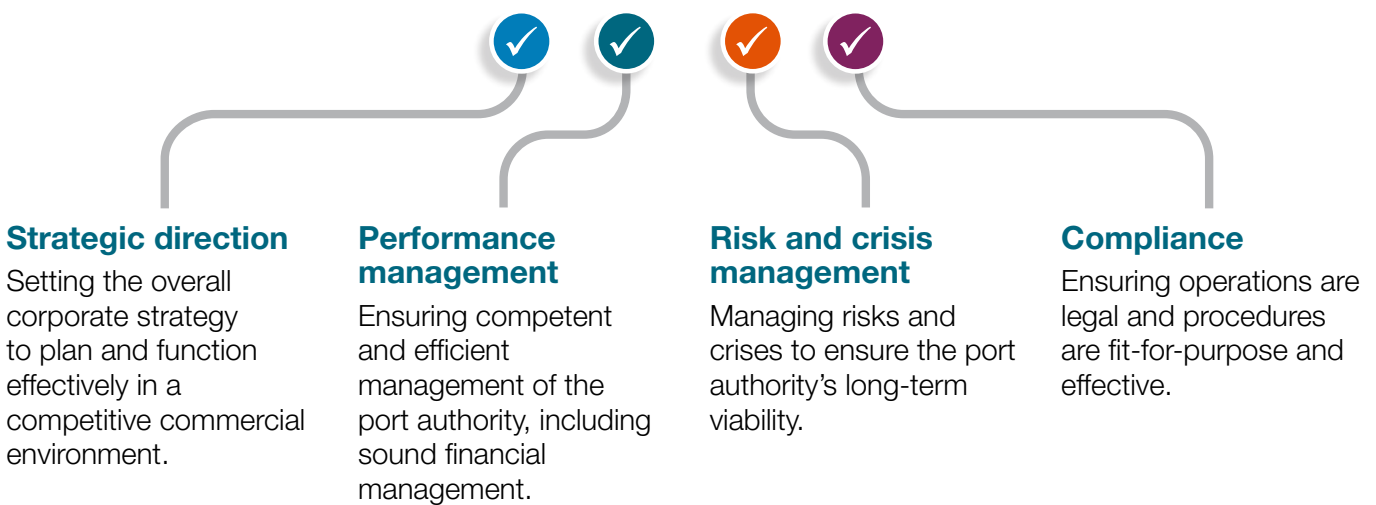 Strategic direction
Setting the overall
corporate strategy
to plan and function
effectively in a
competitive commercial
environment.
Performance
management
Ensuring competent
and efficient
management of the
port authority, including
sound financial
management.
Risk and crisis
management
Managing risks and
crises to ensure the port
authority’s long-term
viability.
Compliance
Ensuring operations are
legal and procedures
are fit-for-purpose and
effective.